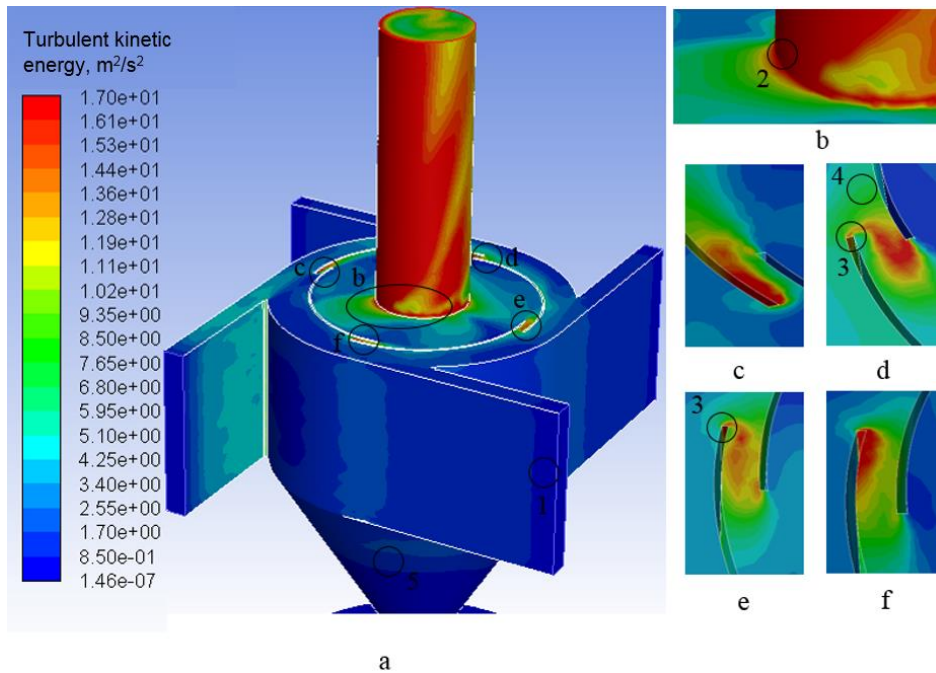 Turbulent kinetic
energy, m²/s²
1.70e+01
1.61e+01
1.53e+01
1.44e+01
1.36e+01
1.28e+01
1.19e+01
1.11e+01
1.02e+01
9.35e+00
8.50e+00
7.65e+00
6.80e+00
5.95e+00
5.10e+00
4.25e+00
3.40e+00
2.55e+00
1.70e+00
8.50e-01
1.46e-07
c
b
d
e
f
1
5
a
2
b
c
4
3
d
3
e
f